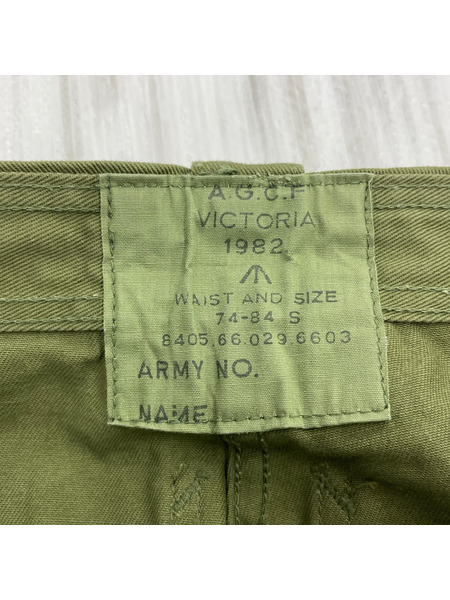 A.G.C.F
VICTORIA
1982
WAIST AND SIZE
74-84 S
8405.66.029.6603
ARMY NO.
NAME